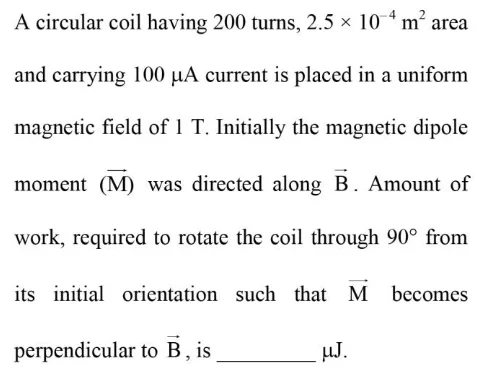 A circular coil having 200 turns, 2.5 × 10⁻⁴ m² area
and carrying 100 μA current is placed in a uniform
magnetic field of 1 T. Initially the magnetic dipole
moment (M⃗) was directed along B⃗. Amount of
work, required to rotate the coil through 90° from
its initial orientation such that M⃗ becomes
perpendicular to B⃗, is _________ μJ.